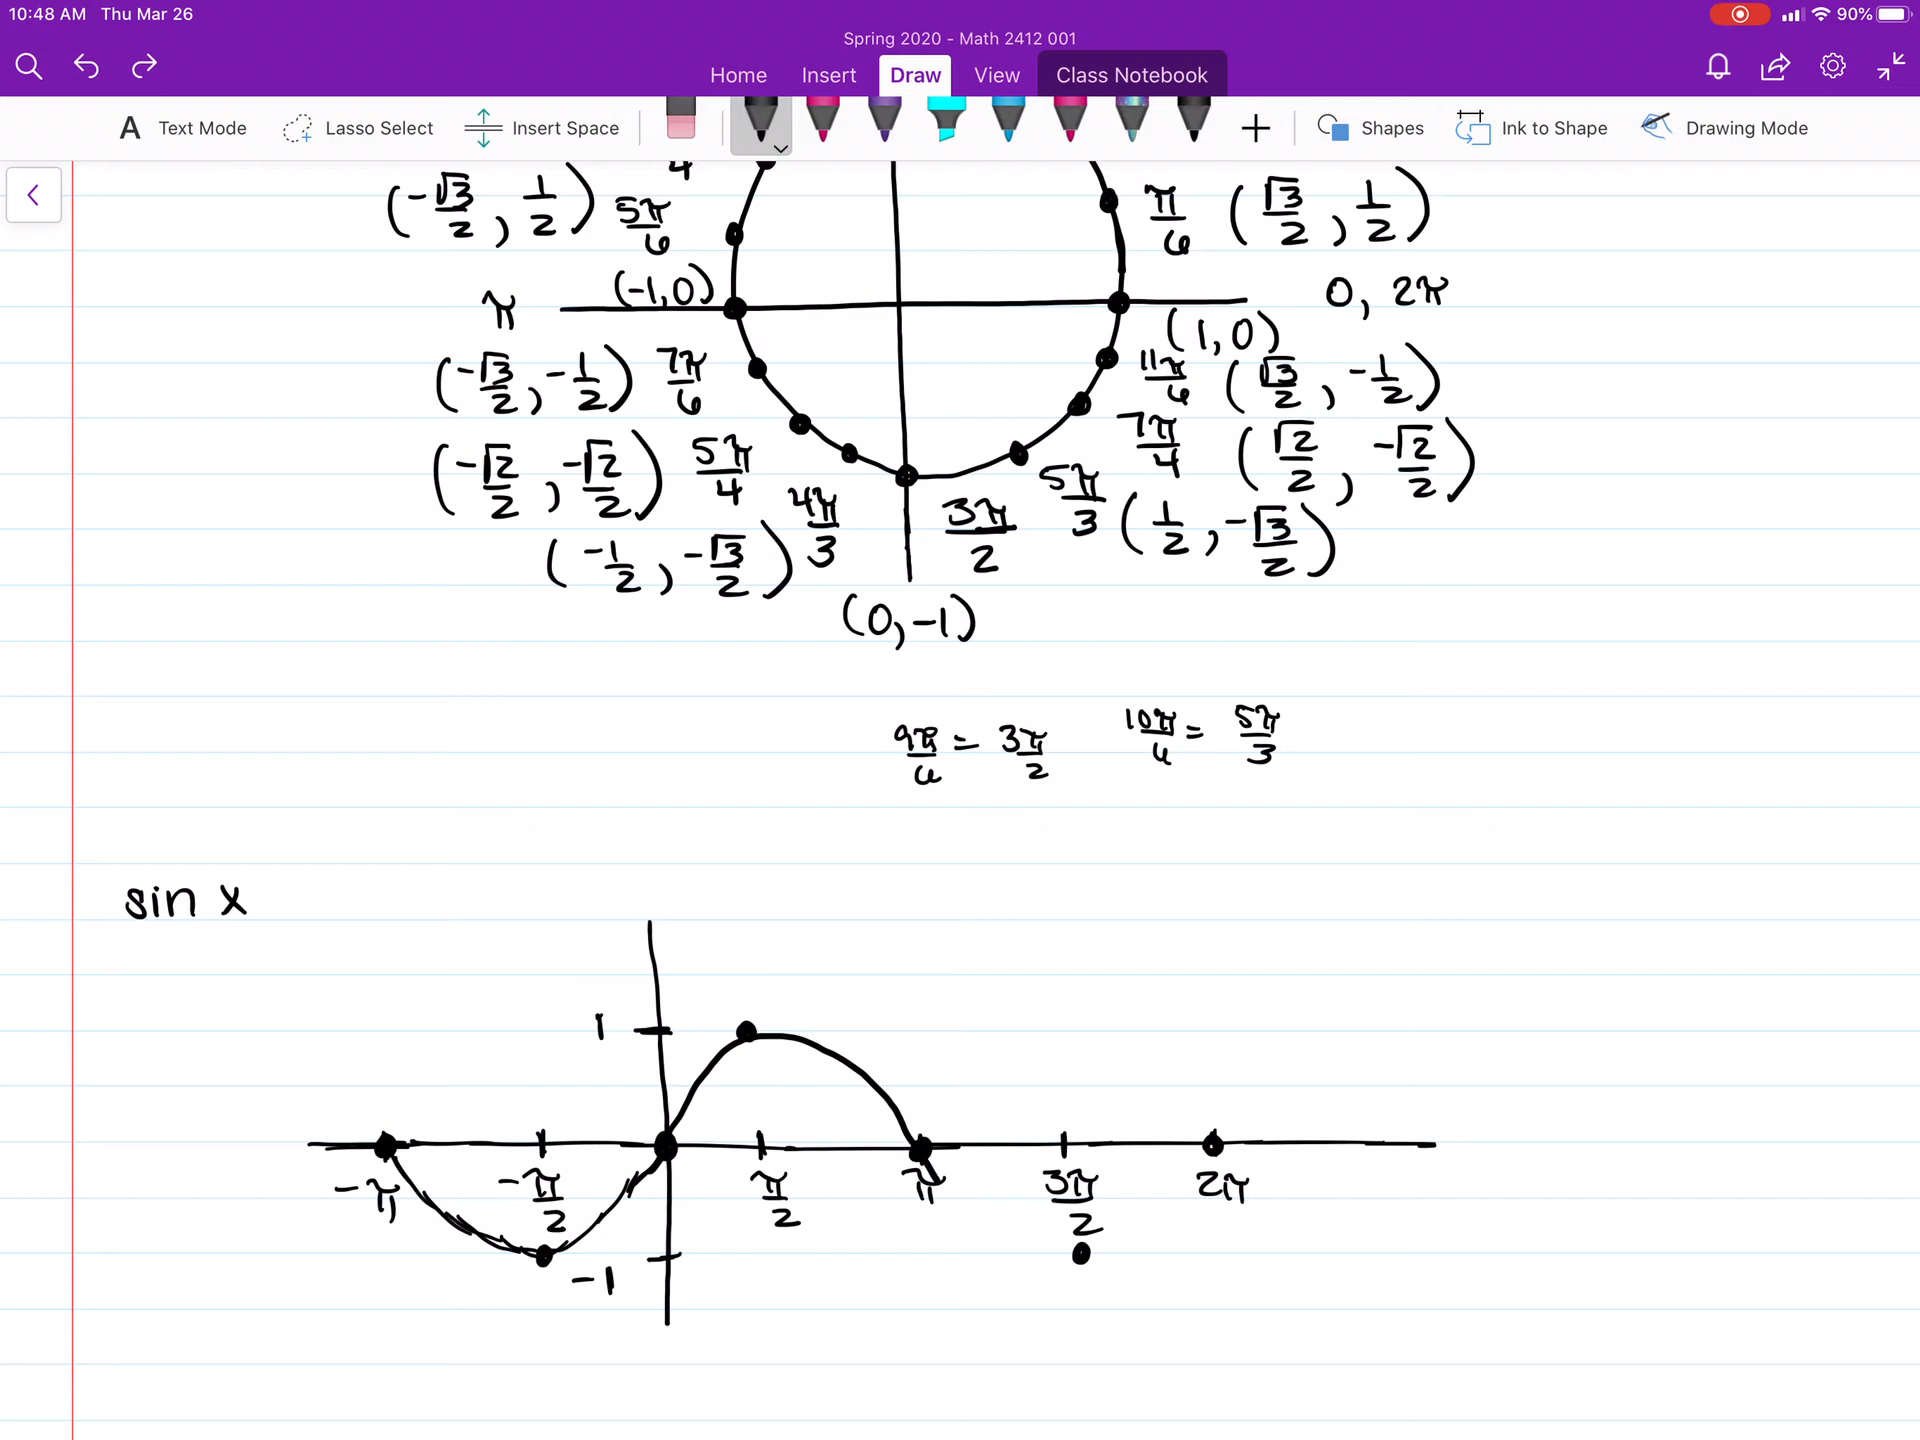 10:48 AM Thu Mar 26
90%
Spring 2020 - Math 2412 001
Home Insert Draw View Class Notebook
A Text Mode Lasso Select Insert Space Shapes Ink to Shape Drawing Mode
4
(-√3/2, 1/2) 5π/6 π/6 (√3/2, 1/2)
π (-1,0) 0, 2π
(1,0)
(-√3/2, -1/2) 7π/6 11π/6 (√3/2, -1/2)
(-√2/2, -√2/2) 5π/4 7π/4 (√2/2, -√2/2)
(-1/2, -√3/2) 4π/3 3π/2 5π/3 (1/2, -√3/2)
(0,-1)
9π/6 = 3π/2 10π/6 = 5π/3
sin x
1
-π -π/2 π/2 π 3π/2 2π
-1